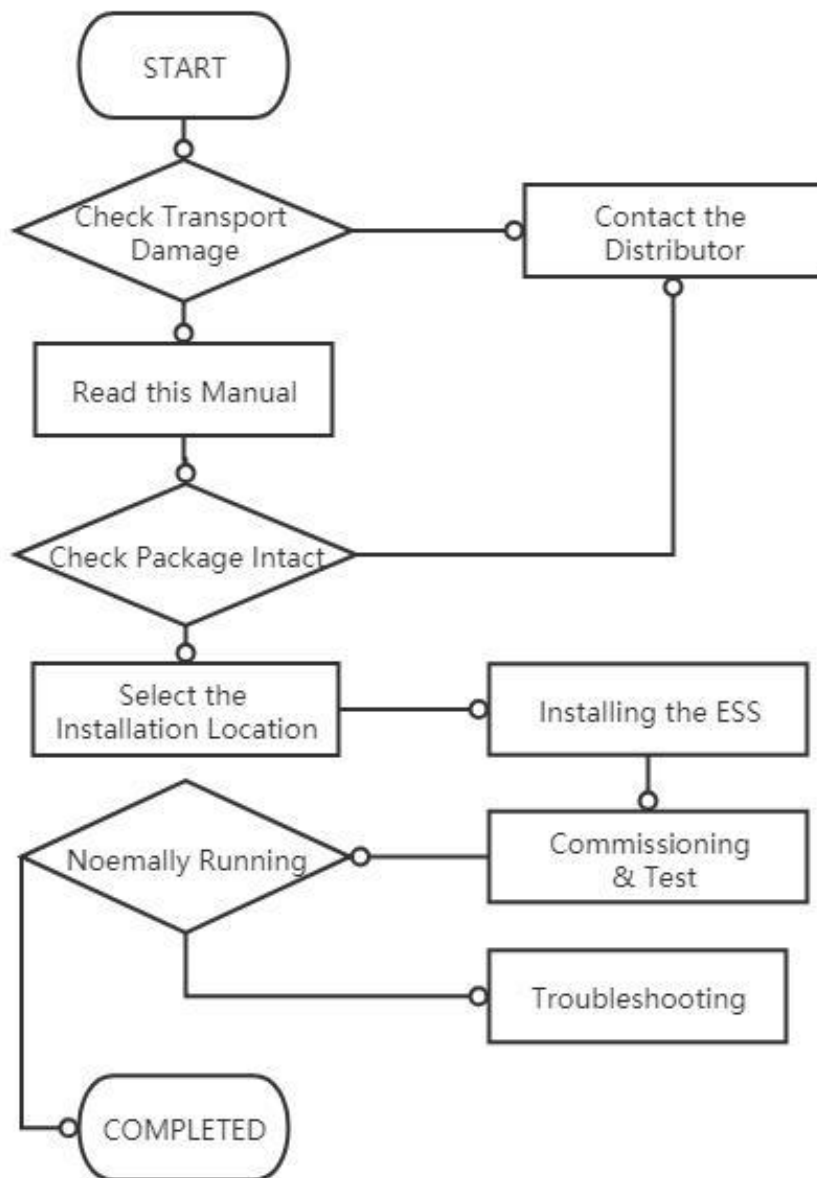 START
Check Transport
Damage
Contact the
Distributor
Read this Manual
Check Package Intact
Select the
Installation Location
Installing the ESS
Commissioning
& Test
Noemally Running
Troubleshooting
COMPLETED